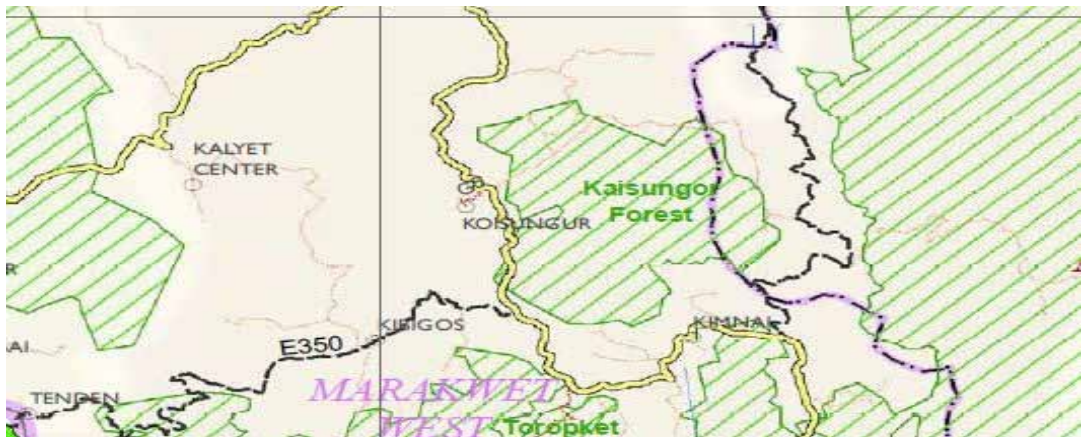 KALYET
CENTER
Kaisungor
Forest
KOISUNGUR
KIBIGOS
KIMNAI
E350
TENDEN
MARAKWET
WEST
Toropket